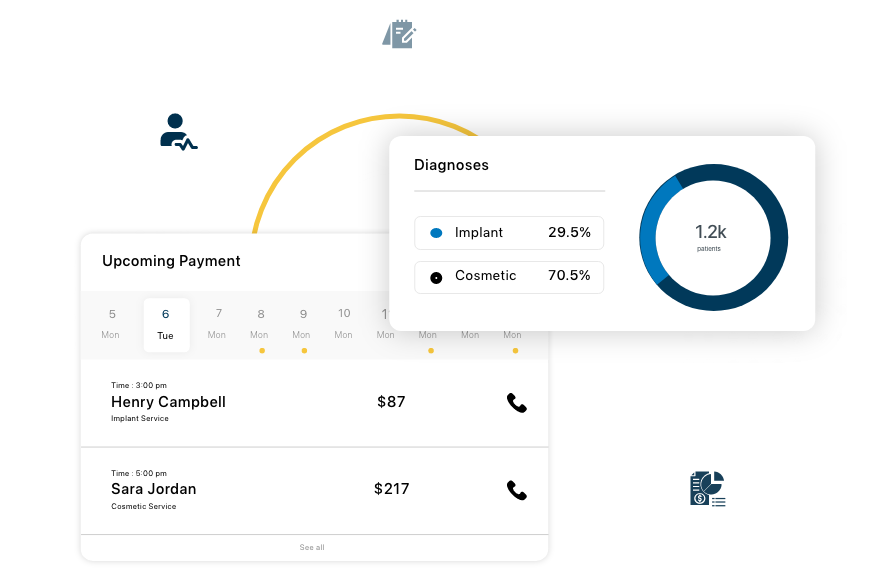 Diagnoses
Implant 29.5%
Cosmetic 70.5%
1.2k
patients
Upcoming Payment
5 6 7 8 9 10
Mon Tue Mon Mon Mon Mon Mon Mon Mon Mon
Time : 3:00 pm
Henry Campbell $87
Implant Service
Time : 5:00 pm
Sara Jordan $217
Cosmetic Service
See all